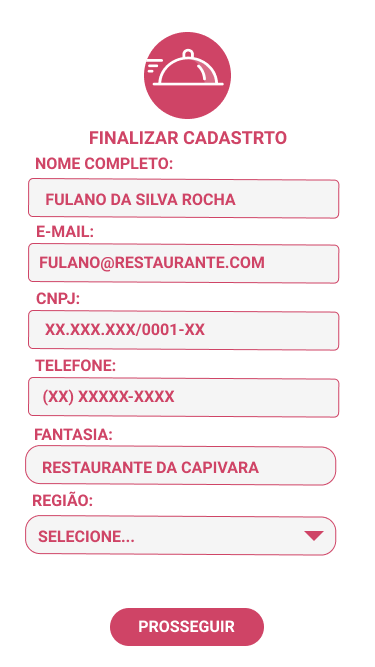 FINALIZAR CADASTRTO
NOME COMPLETO:
FULANO DA SILVA ROCHA
E-MAIL:
FULANO@RESTAURANTE.COM
CNPJ:
XX.XXX.XXX/0001-XX
TELEFONE:
(XX) XXXXX-XXXX
FANTASIA:
RESTAURANTE DA CAPIVARA
REGIÃO:
SELECIONE...
PROSSEGUIR